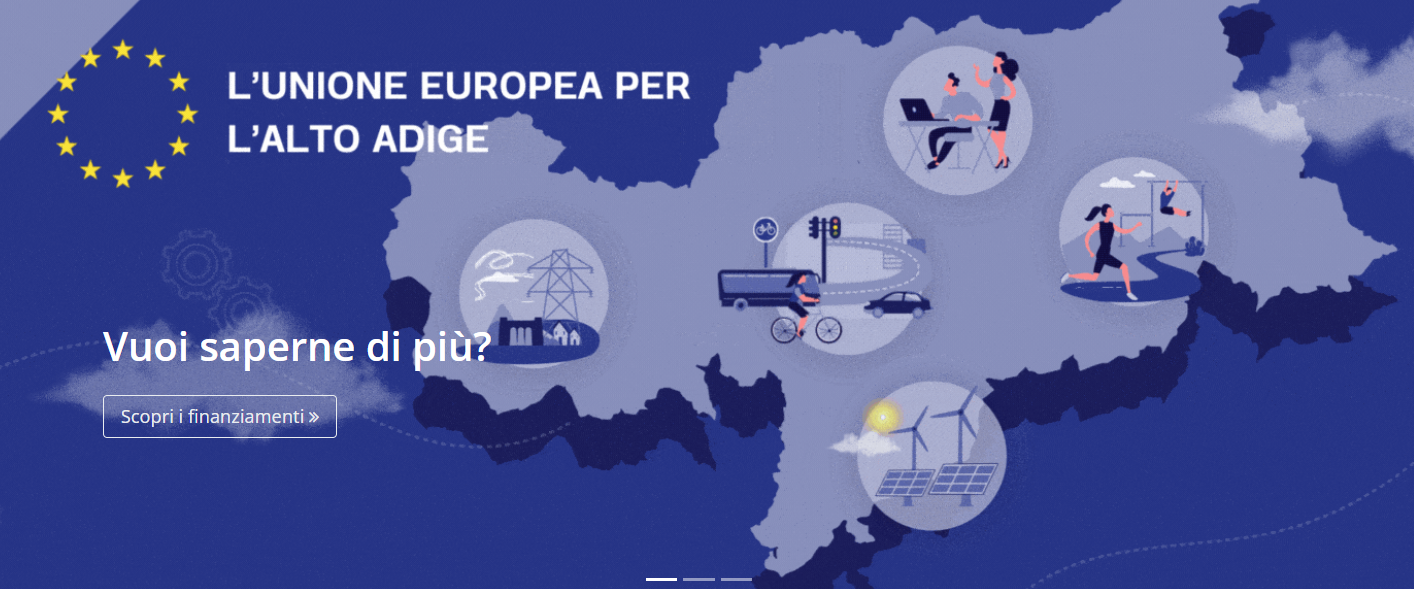 L'UNIONE EUROPEA PER
L'ALTO ADIGE
Vuoi saperne di più?
Scopri i finanziamenti »